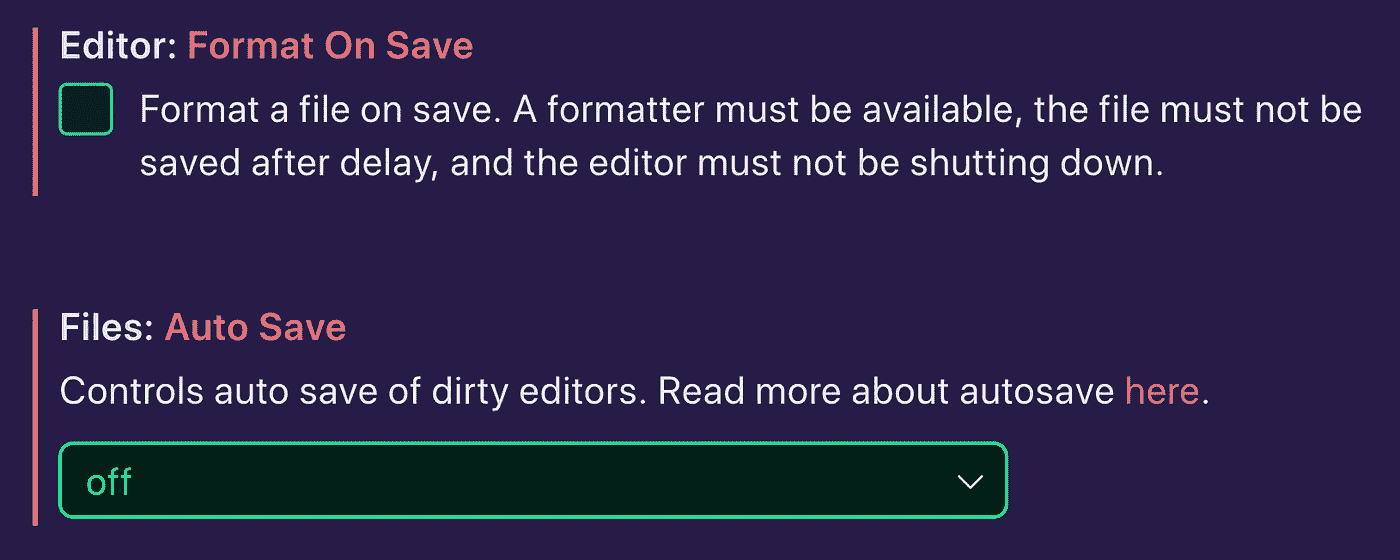 Editor: Format On Save
Format a file on save. A formatter must be available, the file must not be
saved after delay, and the editor must not be shutting down.
Files: Auto Save
Controls auto save of dirty editors. Read more about autosave here.
off